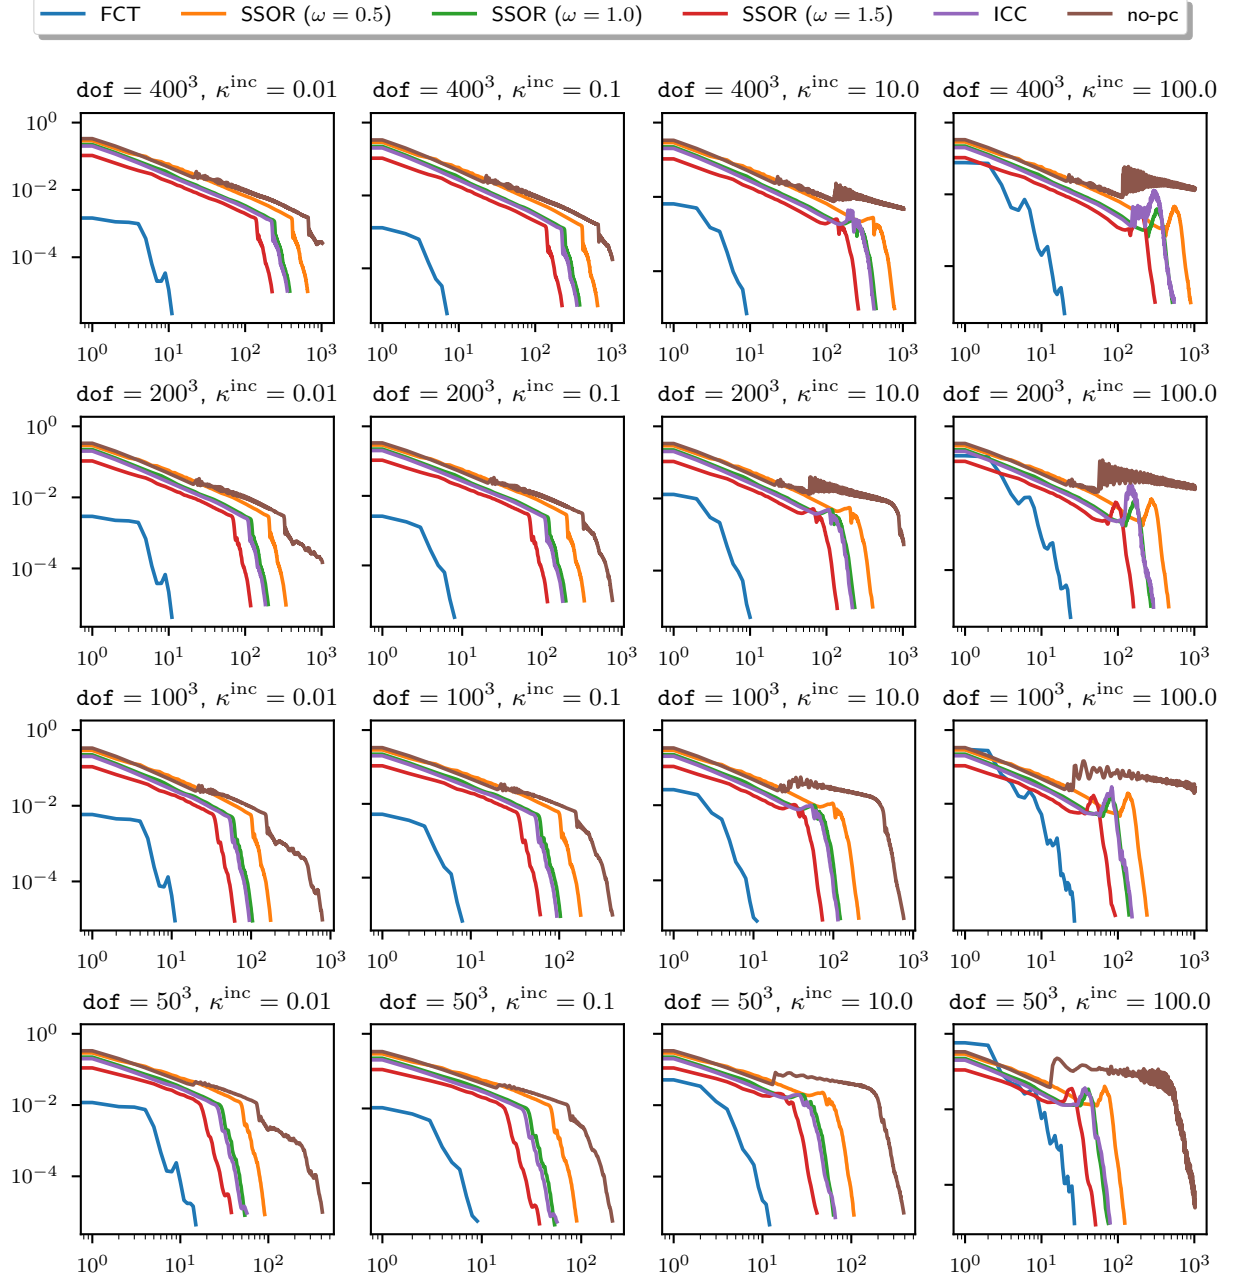 FCT SSOR (ω = 0.5) SSOR (ω = 1.0) SSOR (ω = 1.5) ICC no-pc
dof = 400³, κ^inc = 0.01 dof = 400³, κ^inc = 0.1 dof = 400³, κ^inc = 10.0 dof = 400³, κ^inc = 100.0
10⁰
10⁻²
10⁻⁴
10⁰ 10¹ 10² 10³ 10⁰ 10¹ 10² 10³ 10⁰ 10¹ 10² 10³ 10⁰ 10¹ 10² 10³
dof = 200³, κ^inc = 0.01 dof = 200³, κ^inc = 0.1 dof = 200³, κ^inc = 10.0 dof = 200³, κ^inc = 100.0
10⁰
10⁻²
10⁻⁴
10⁰ 10¹ 10² 10³ 10⁰ 10¹ 10² 10³ 10⁰ 10¹ 10² 10³ 10⁰ 10¹ 10² 10³
dof = 100³, κ^inc = 0.01 dof = 100³, κ^inc = 0.1 dof = 100³, κ^inc = 10.0 dof = 100³, κ^inc = 100.0
10⁰
10⁻²
10⁻⁴
10⁰ 10¹ 10² 10³ 10⁰ 10¹ 10² 10⁰ 10¹ 10² 10⁰ 10¹ 10² 10³
dof = 50³, κ^inc = 0.01 dof = 50³, κ^inc = 0.1 dof = 50³, κ^inc = 10.0 dof = 50³, κ^inc = 100.0
10⁰
10⁻²
10⁻⁴
10⁰ 10¹ 10² 10⁰ 10¹ 10² 10⁰ 10¹ 10² 10⁰ 10¹ 10² 10³